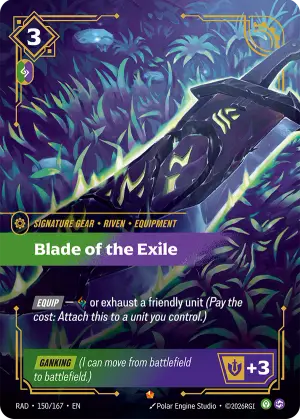 3
SIGNATURE GEAR • RIVEN • EQUIPMENT
Blade of the Exile
EQUIP — or exhaust a friendly unit (Pay the
cost: Attach this to a unit you control.)
GANKING (I can move from battlefield
to battlefield.)
+3
RAD • 150/167 • EN
Polar Engine Studio • ©2026RGI